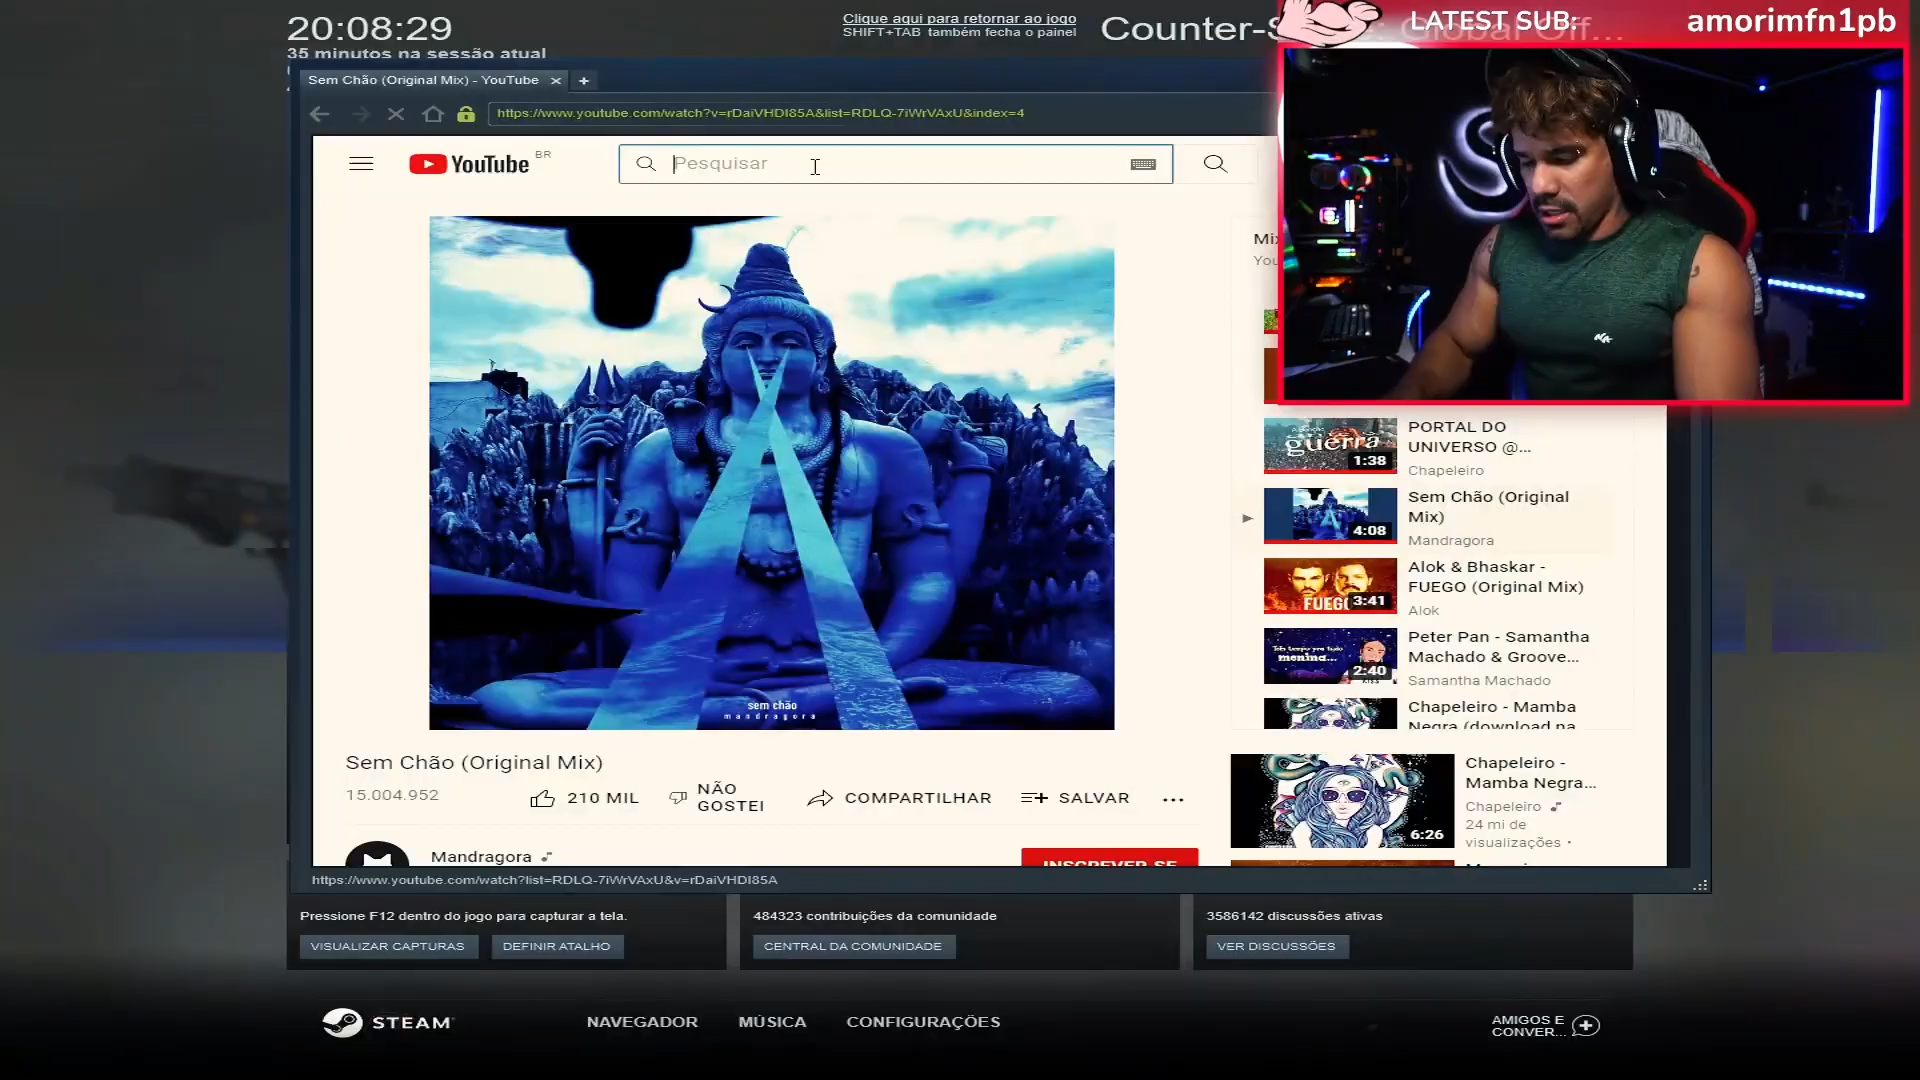 20:08:29
35 minutos na sessão atual
Clique aqui para retornar ao jogo
SHIFT+TAB também fecha o painel
LATEST SUB:
amorimfn1pb
Sem Chão (Original Mix) - YouTube
https://www.youtube.com/watch?v=rDaiVHDI85A&list=RDLQ-7iWrVAxU&index=4
YouTube BR
Pesquisar
PORTAL DO
UNIVERSO @...
Chapeleiro
guerra
1:38
Sem Chão (Original
Mix)
Mandragora
4:08
Alok & Bhaskar -
FUEGO (Original Mix)
Alok
3:41
Peter Pan - Samantha
Machado & Groove...
Samantha Machado
menina...
2:40
Chapeleiro - Mamba
Negra (download na
sem chão
mandragora
Sem Chão (Original Mix)
15.004.952
210 MIL
NÃO
GOSTEI
COMPARTILHAR
SALVAR
Mandragora
INSCREVER-SE
Chapeleiro -
Mamba Negra...
Chapeleiro
24 mi de
visualizações •
6:26
https://www.youtube.com/watch?list=RDLQ-7iWrVAxU&v=rDaiVHDI85A
Pressione F12 dentro do jogo para capturar a tela.
VISUALIZAR CAPTURAS
DEFINIR ATALHO
484323 contribuições da comunidade
CENTRAL DA COMUNIDADE
3586142 discussões ativas
VER DISCUSSÕES
STEAM
NAVEGADOR
MÚSICA
CONFIGURAÇÕES
AMIGOS E
CONVER...